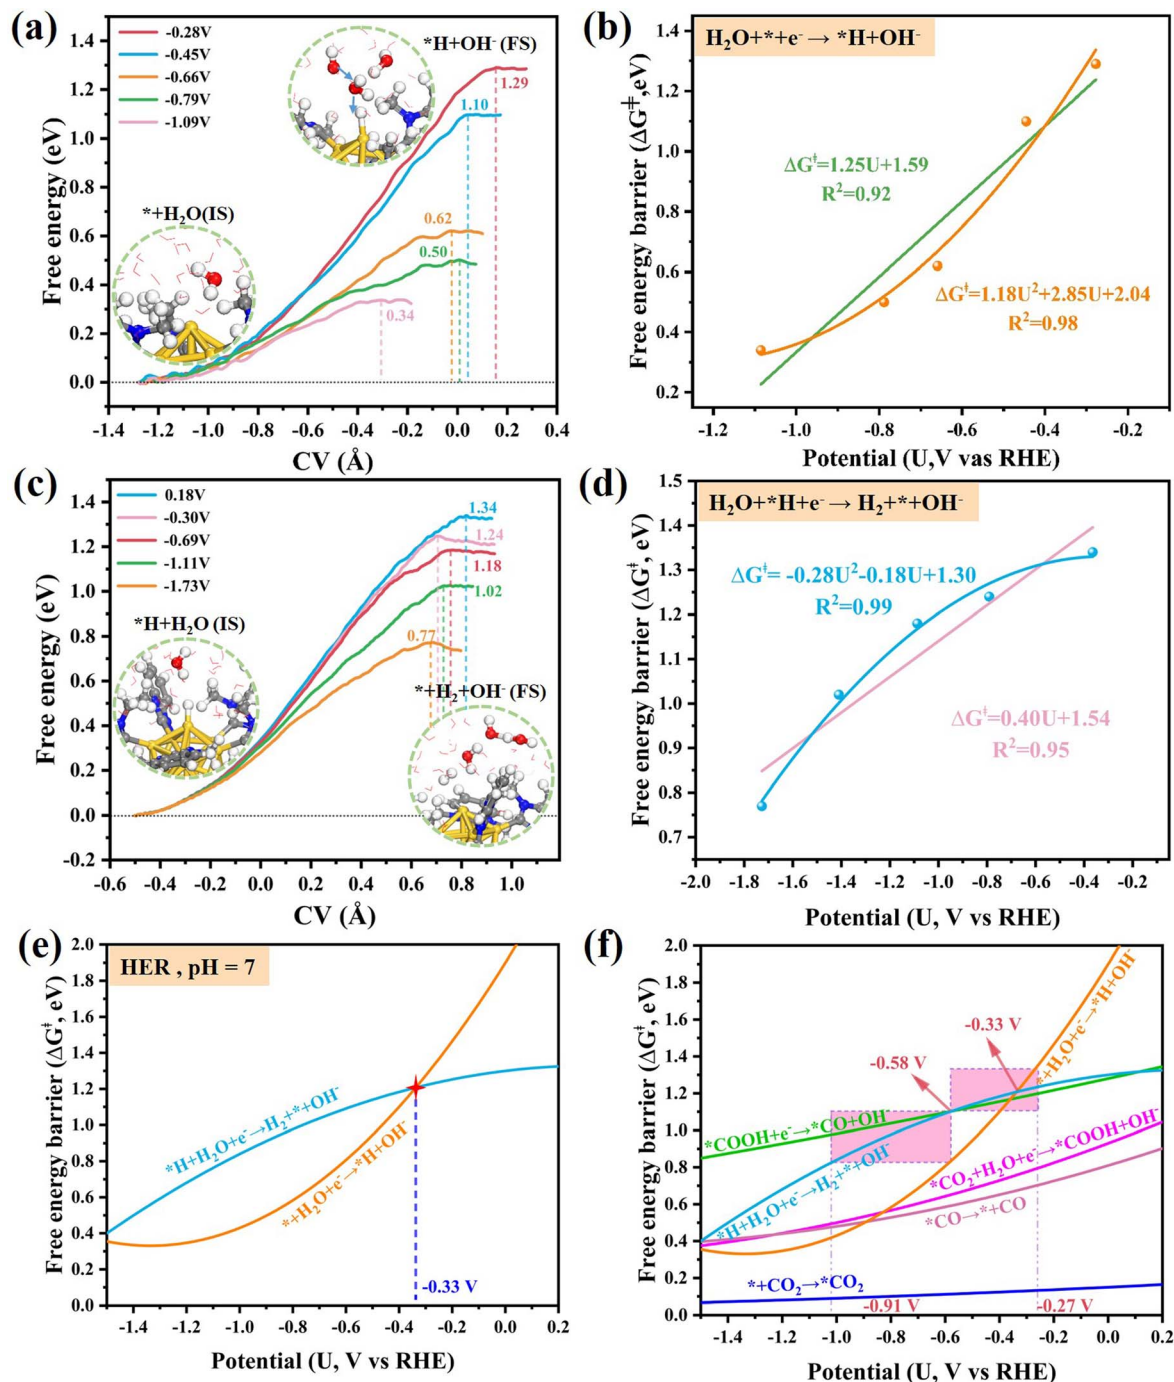 (a)
-0.28V
-0.45V
-0.66V
-0.79V
-1.09V
*H+OH⁻ (FS)
*+H₂O(IS)
1.29
1.10
0.62
0.50
0.34
Free energy (eV)
1.4
1.2
1.0
0.8
0.6
0.4
0.2
0.0
-1.4 -1.2 -1.0 -0.8 -0.6 -0.4 -0.2 0.0 0.2 0.4
CV (Å)
(b)
H₂O+*+e⁻→ *H+OH⁻
ΔG‡=1.25U+1.59
R²=0.92
ΔG‡=1.18U²+2.85U+2.04
R²=0.98
Free energy barrier (ΔG‡,eV)
1.4
1.2
1.0
0.8
0.6
0.4
0.2
-1.2 -1.0 -0.8 -0.6 -0.4 -0.2
Potential (U,V vas RHE)
(c)
0.18V
-0.30V
-0.69V
-1.11V
-1.73V
1.34
1.24
1.18
1.02
0.77
*H+H₂O (IS)
*+H₂+OH⁻ (FS)
Free energy (eV)
1.4
1.2
1.0
0.8
0.6
0.4
0.2
0.0
-0.2
-0.6 -0.4 -0.2 0.0 0.2 0.4 0.6 0.8 1.0
CV (Å)
(d)
H₂O+*H+e⁻→ H₂+*+OH⁻
ΔG‡= -0.28U²-0.18U+1.30
R²=0.99
ΔG‡=0.40U+1.54
R²=0.95
Free energy barrier (ΔG‡, eV)
1.5
1.4
1.3
1.2
1.1
1.0
0.9
0.8
0.7
-2.0 -1.8 -1.6 -1.4 -1.2 -1.0 -0.8 -0.6 -0.4 -0.2
Potential (U, V vs RHE)
(e)
HER , pH = 7
*H+H₂O+e⁻→H₂+*+OH⁻
*+H₂O+e⁻→*H+OH⁻
-0.33 V
Free energy barrier (ΔG‡, eV)
2.0
1.8
1.6
1.4
1.2
1.0
0.8
0.6
0.4
0.2
0.0
-1.4 -1.2 -1.0 -0.8 -0.6 -0.4 -0.2 0.0 0.2
Potential (U, V vs RHE)
(f)
-0.33 V
-0.58 V
*+H₂O+e⁻→*H+OH⁻
*COOH+e⁻→*CO+OH⁻
*H+H₂O+e⁻→H₂+*+OH⁻
*CO₂+H₂O+e⁻→*COOH+OH⁻
*CO→*+CO
*+CO₂→*CO₂
-0.91 V
-0.27 V
Free energy barrier (ΔG‡, eV)
2.0
1.8
1.6
1.4
1.2
1.0
0.8
0.6
0.4
0.2
0.0
-1.4 -1.2 -1.0 -0.8 -0.6 -0.4 -0.2 0.0 0.2
Potential (U, V vs RHE)